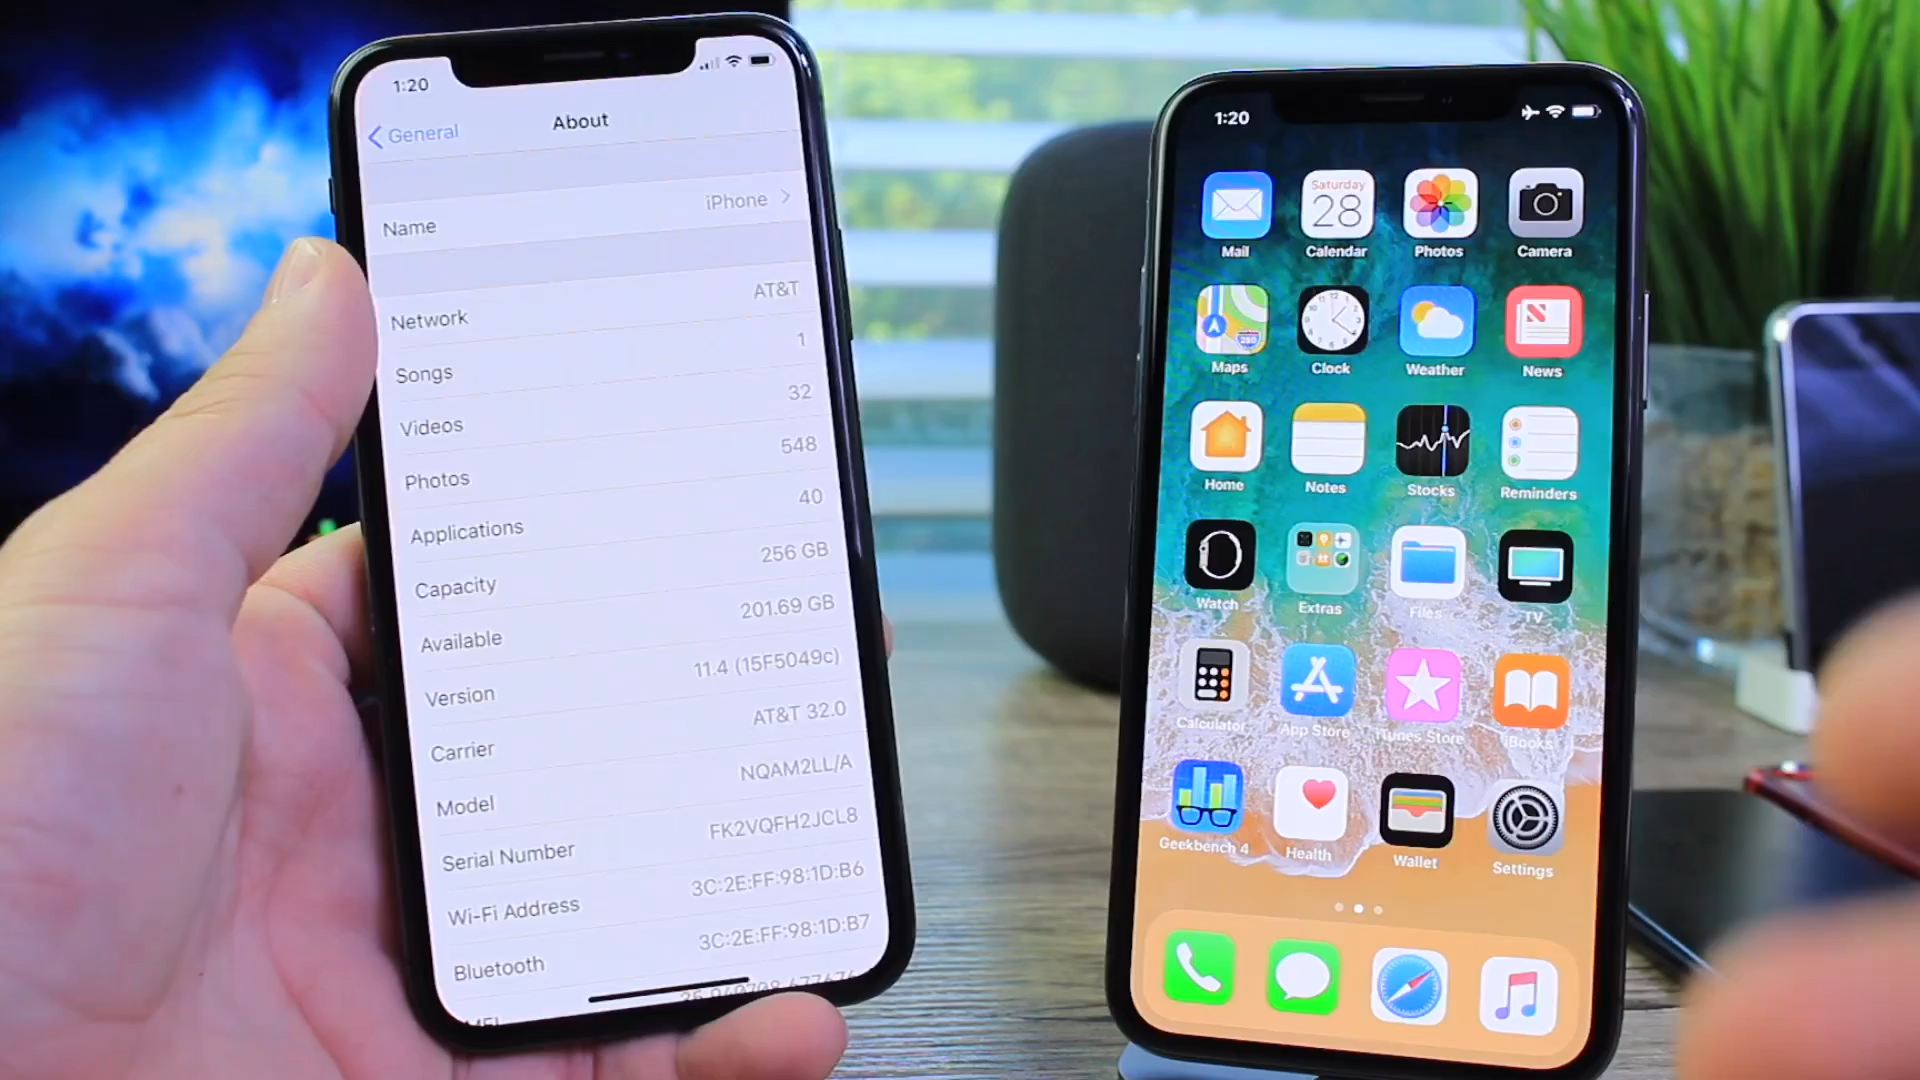 1:20
General
About
Name
iPhone
Network
AT&T
Songs
1
Videos
32
Photos
548
Applications
40
Capacity
256 GB
Available
201.69 GB
Version
11.4 (15F5049c)
Carrier
AT&T 32.0
Model
NQAM2LL/A
Serial Number
FK2VQFH2JCL8
Wi-Fi Address
3C:2E:FF:98:1D:B6
Bluetooth
3C:2E:FF:98:1D:B7
1:20
Saturday
28
Mail
Calendar
Photos
Camera
280
Maps
Clock
Weather
News
Home
Notes
Stocks
Reminders
Watch
Extras
Files
TV
Calculator
App Store
iTunes Store
iBooks
Geekbench 4
Health
Wallet
Settings